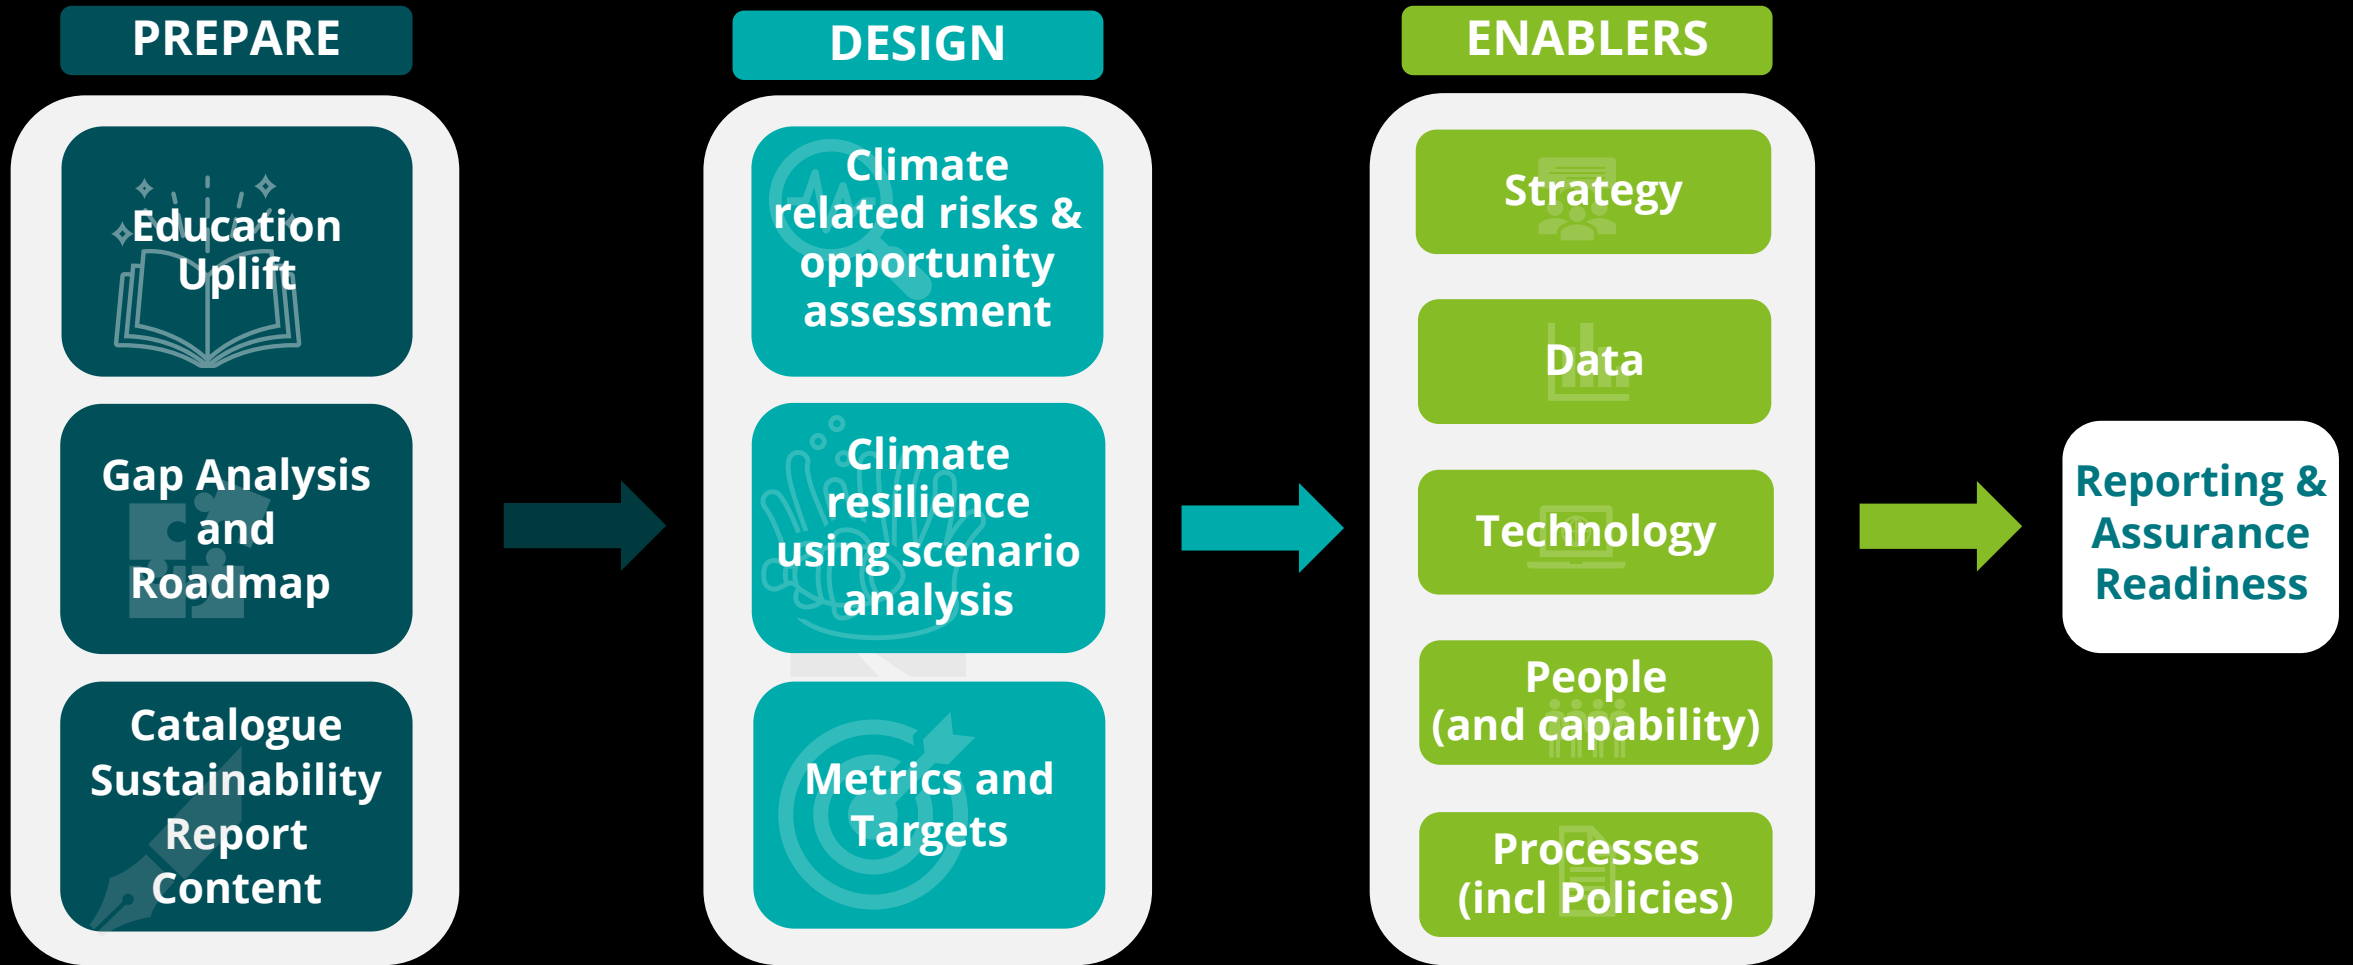 PREPARE
Education
Uplift
Gap Analysis
and
Roadmap
Catalogue
Sustainability
Report
Content
DESIGN
Climate
related risks &
opportunity
assessment
Climate
resilience
using scenario
analysis
Metrics and
Targets
ENABLERS
Strategy
Data
Technology
People
(and capability)
Processes
(incl Policies)
Reporting &
Assurance
Readiness